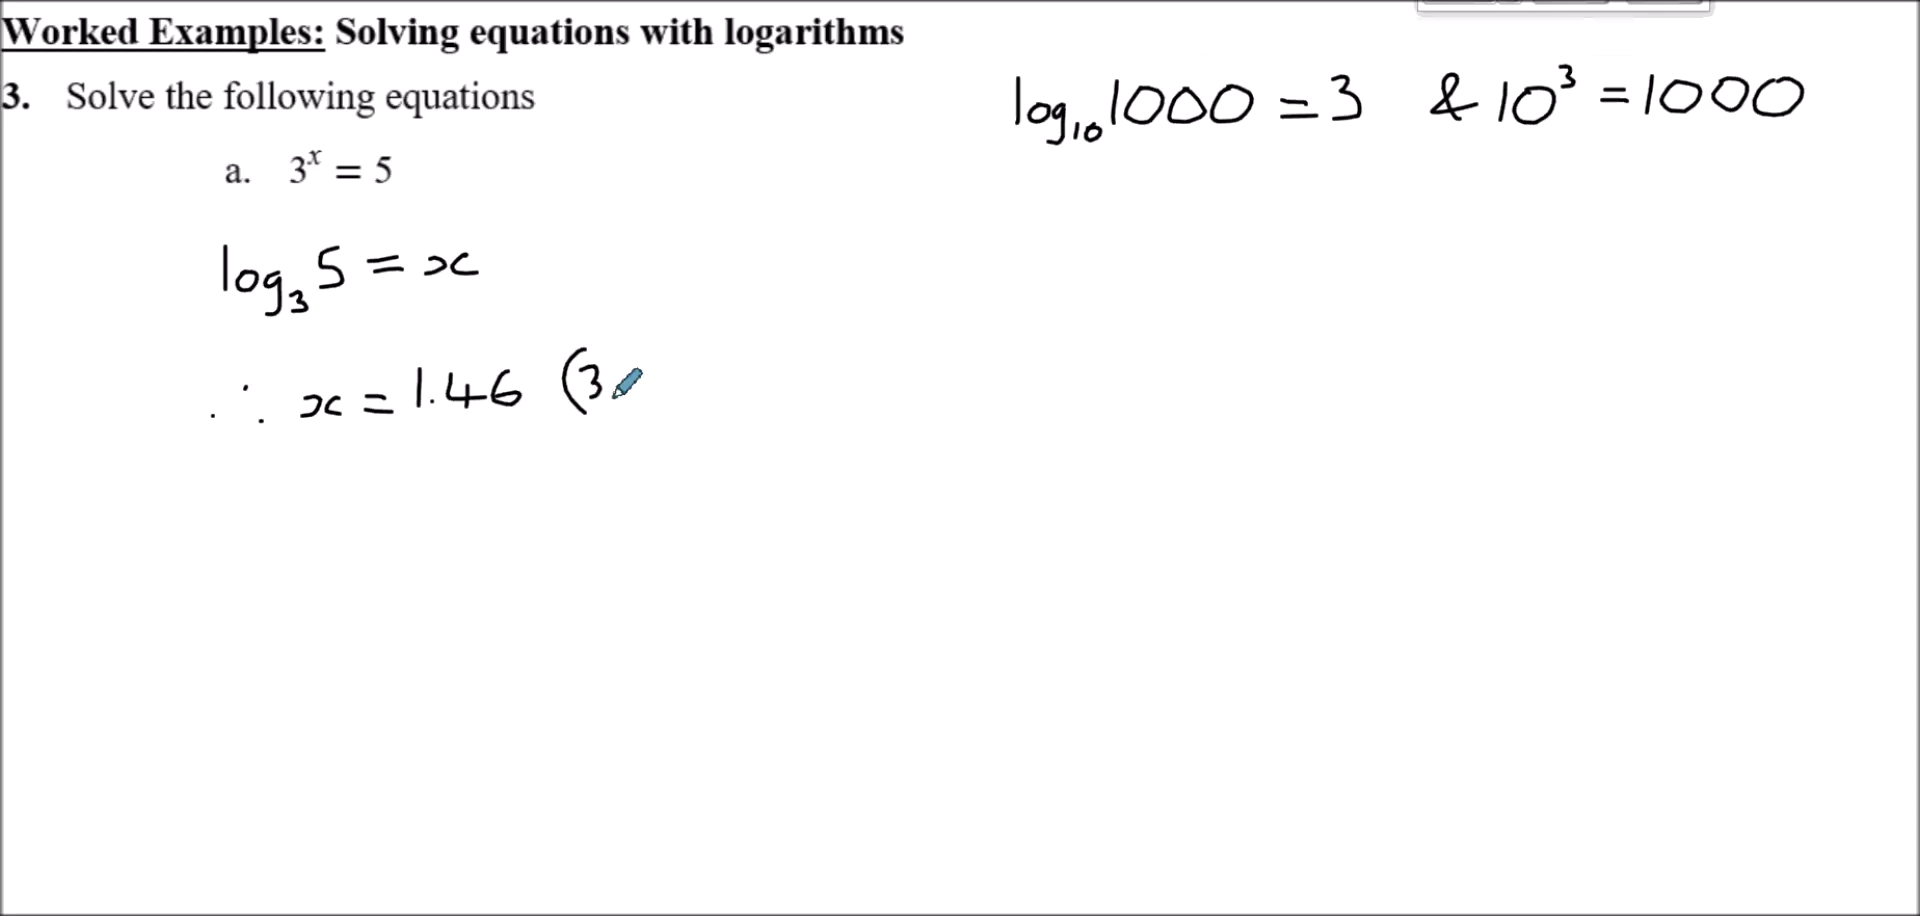 Worked Examples: Solving equations with logarithms
3. Solve the following equations
log₁₀1000 = 3 & 10³ = 1000
a. 3ˣ = 5
log₃5 = x
∴ x = 1.46 (3